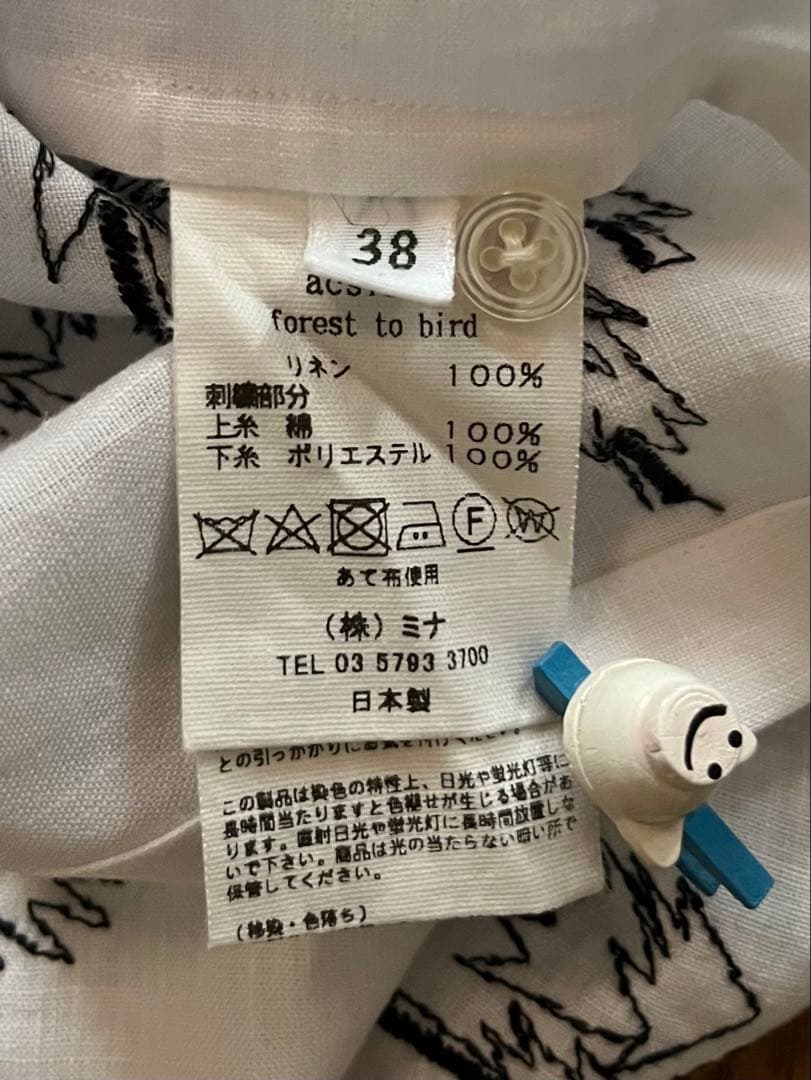 38
forest to bird
リネン 100%
刺繍部分
上糸 綿 100%
下糸 ポリエステル 100%
F
W
あて布使用
(株)ミナ
TEL 03 5793 3700
日本製
この製品は染色の特性上、日光や蛍光灯等に
長時間当たりますと色褪せが生じる場合があ
ります。直射日光や蛍光灯に長時間放置しな
いで下さい。商品は光の当たらない暗い所で
保管してください。
(移染・色落ち)